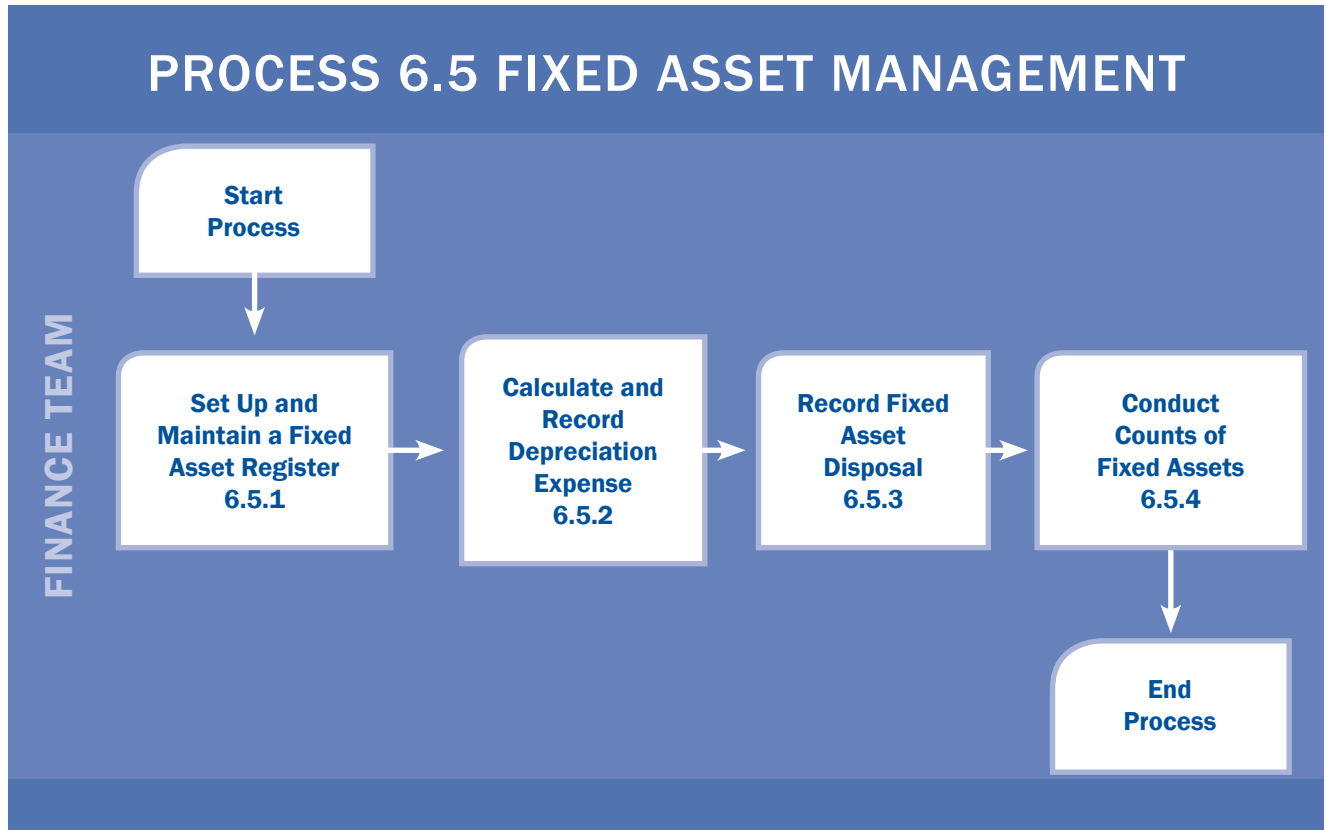 PROCESS 6.5 FIXED ASSET MANAGEMENT
FINANCE TEAM
Start
Process
Set Up and
Maintain a Fixed
Asset Register
6.5.1
Calculate and
Record
Depreciation
Expense
6.5.2
Record Fixed
Asset
Disposal
6.5.3
Conduct
Counts of
Fixed Assets
6.5.4
End
Process